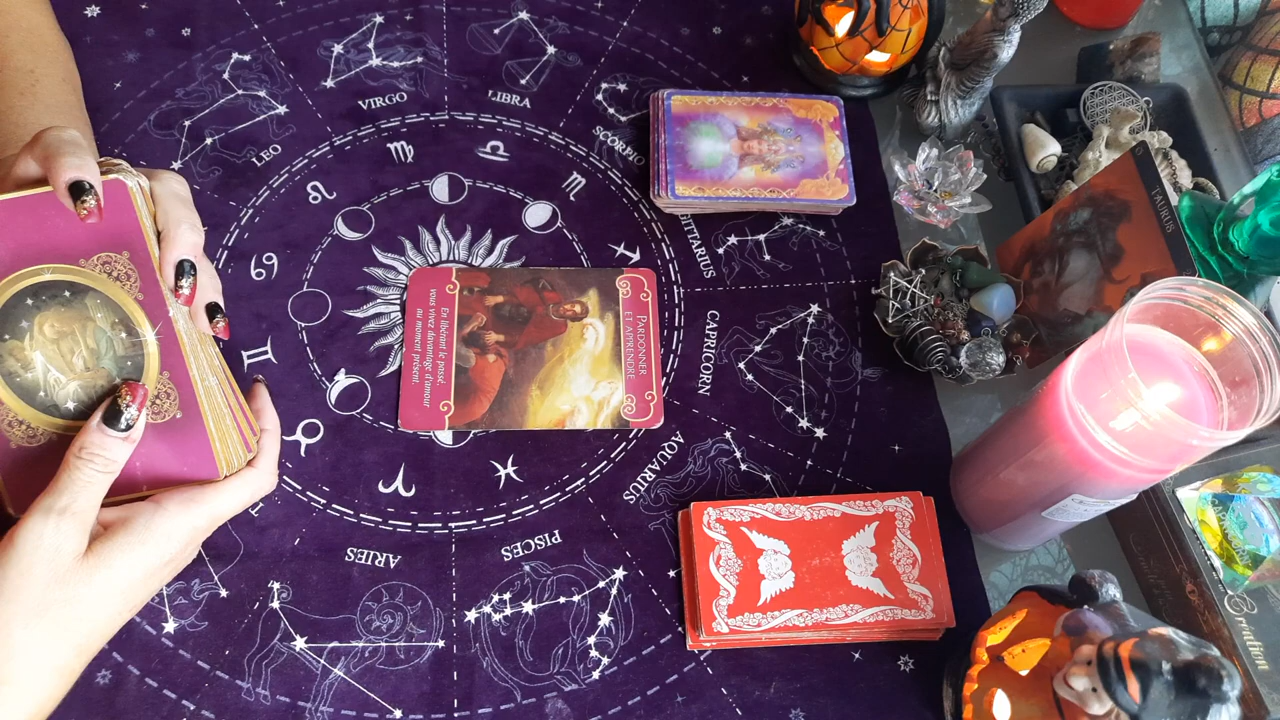 VIRGO
LIBRA
LEO
SCORPIO
GITTARIUS
CAPRICORN
AQUARIUS
PISCES
ARIES
PARDONNER
ET APPRENDRE
En libérant le passé,
vous vivez davantage d'amour
au moment présent.
TAURUS
Création